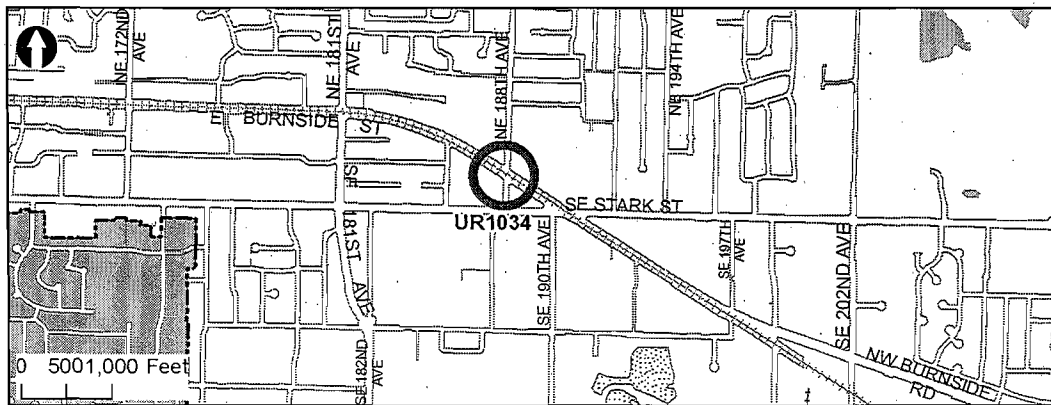 NE 172ND
AVE
NE 181ST
AVE
NE 188TH AVE
NE 194TH AVE
E BURNSIDE ST
SE STARK ST
UR1034
SE
181ST
AVE
SE 190TH AVE
SE 197TH
AVE
SE 202ND AVE
SE 182ND
AVE
NW BURNSIDE
RD
0 5001,000 Feet